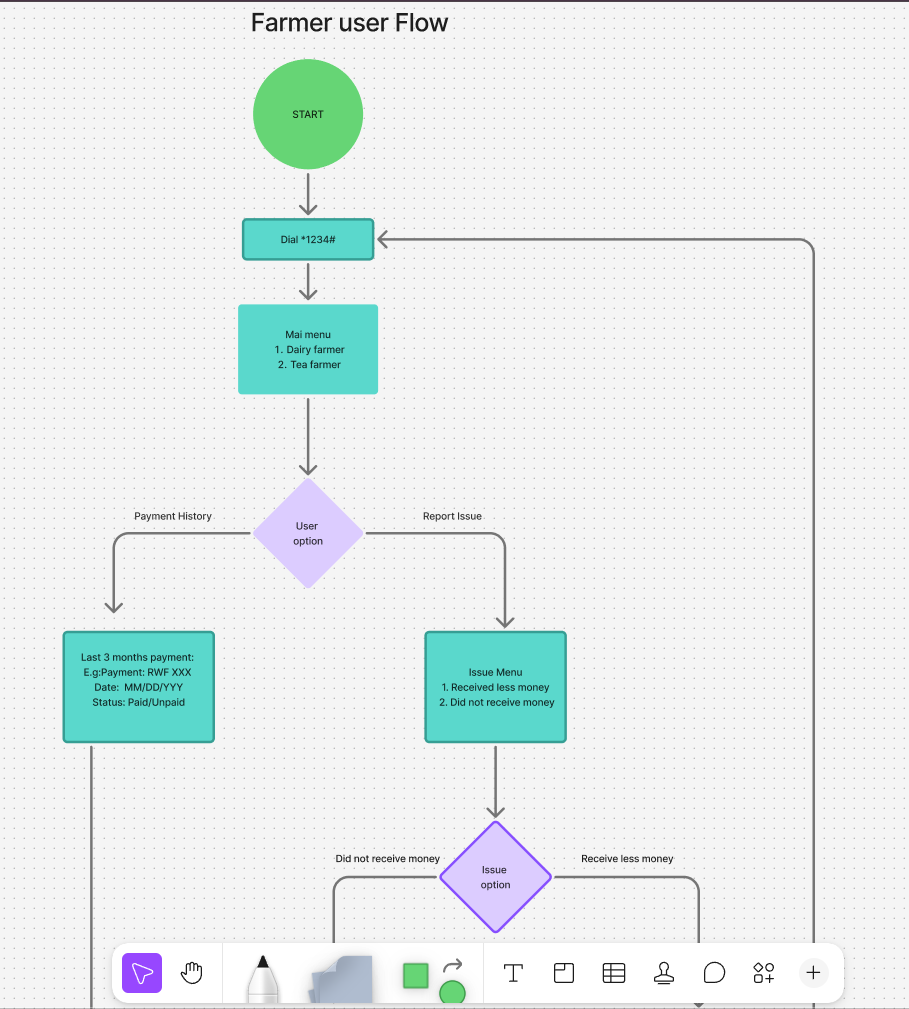 Farmer user Flow
START
Dial *1234#
Mai menu
1. Dairy farmer
2. Tea farmer
Payment History
User
option
Report Issue
Last 3 months payment:
E.g:Payment: RWF XXX
Date: MM/DD/YYY
Status: Paid/Unpaid
Issue Menu
1. Received less money
2. Did not receive money
Did not receive money
Issue
option
Receive less money